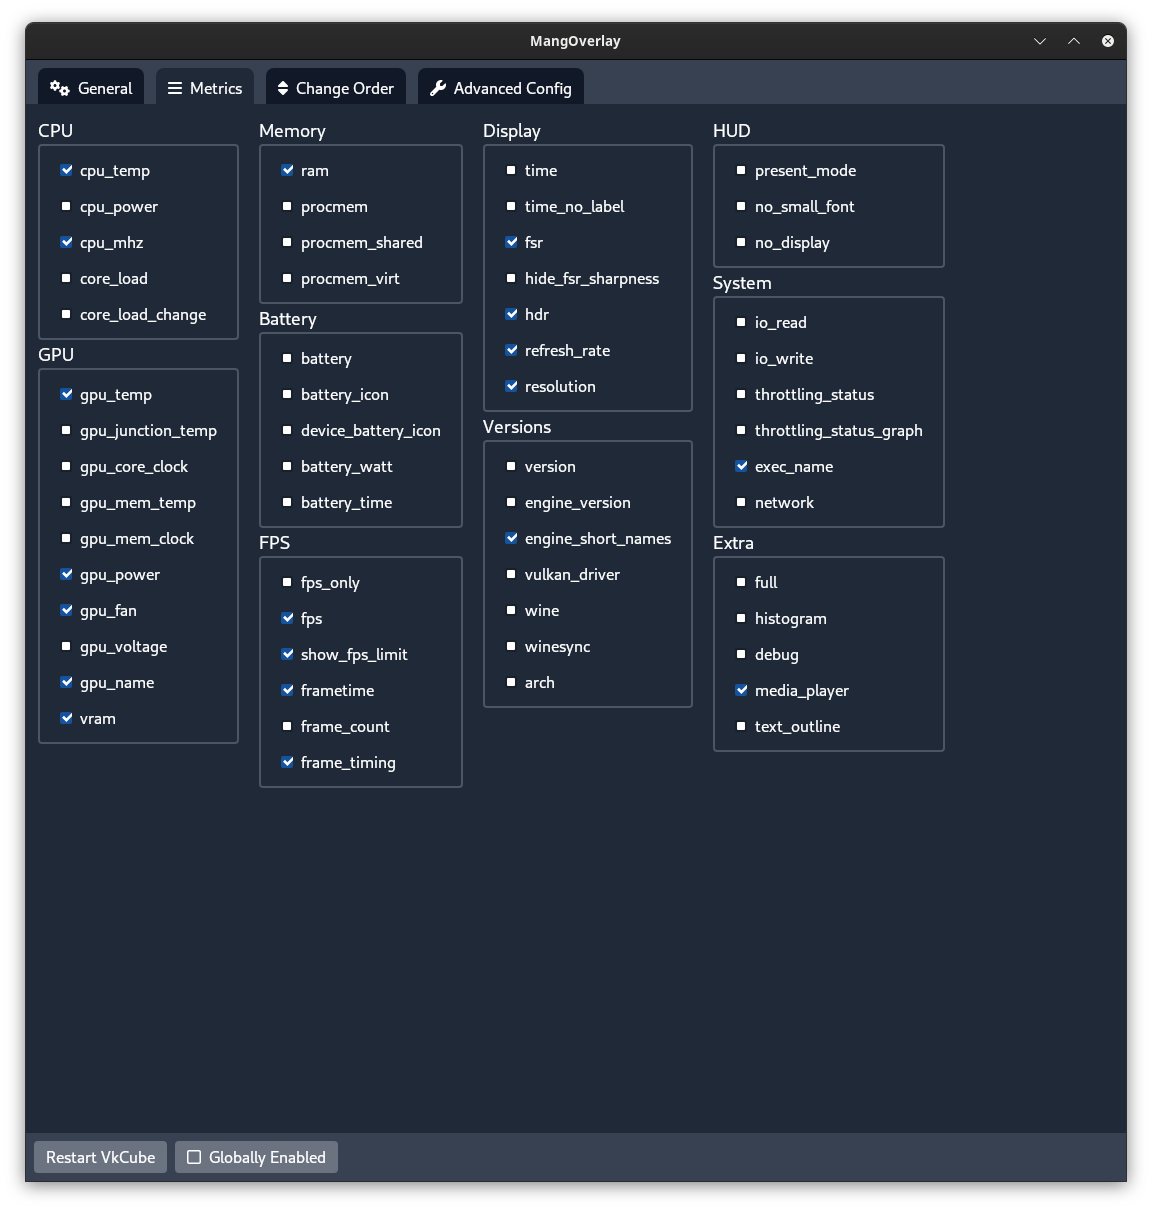 MangOverlay
General
Metrics
Change Order
Advanced Config
CPU
cpu_temp
cpu_power
cpu_mhz
core_load
core_load_change
GPU
gpu_temp
gpu_junction_temp
gpu_core_clock
gpu_mem_temp
gpu_mem_clock
gpu_power
gpu_fan
gpu_voltage
gpu_name
vram
Memory
ram
procmem
procmem_shared
procmem_virt
Battery
battery
battery_icon
device_battery_icon
battery_watt
battery_time
FPS
fps_only
fps
show_fps_limit
frametime
frame_count
frame_timing
Display
time
time_no_label
fsr
hide_fsr_sharpness
hdr
refresh_rate
resolution
Versions
version
engine_version
engine_short_names
vulkan_driver
wine
winesync
arch
HUD
present_mode
no_small_font
no_display
System
io_read
io_write
throttling_status
throttling_status_graph
exec_name
network
Extra
full
histogram
debug
media_player
text_outline
Restart VkCube
Globally Enabled